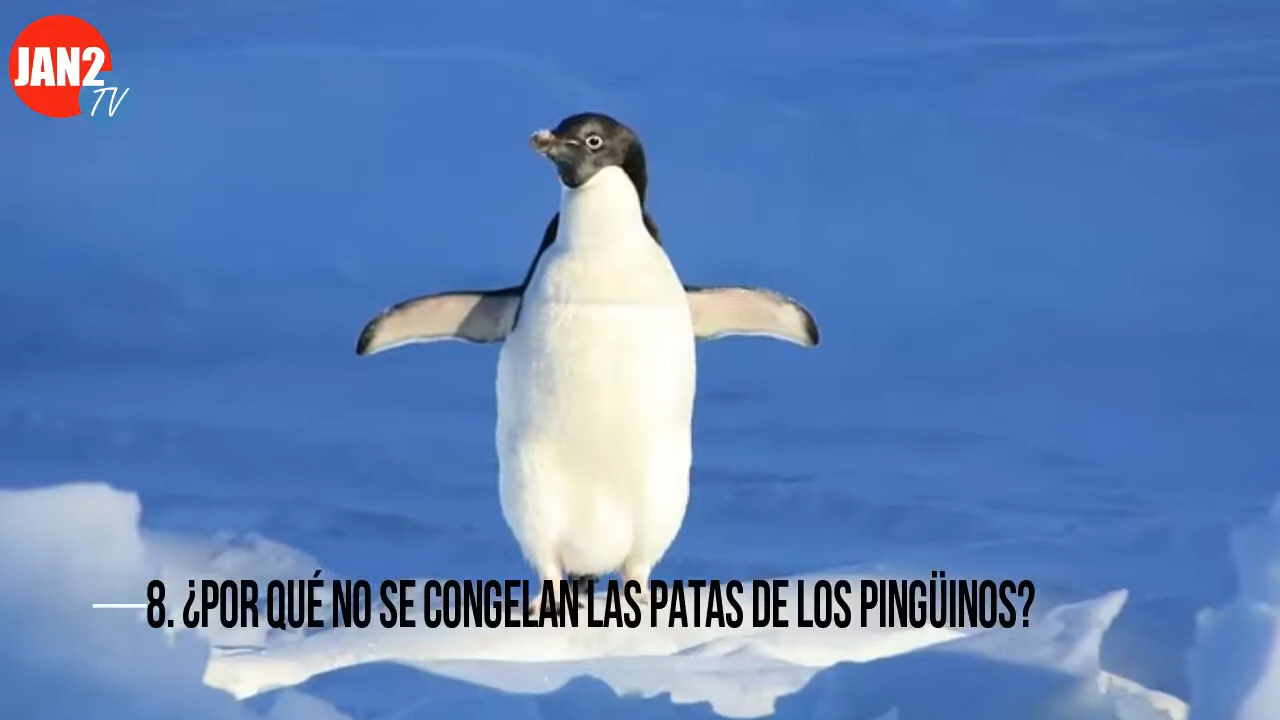 JAN2
TV
8. ¿POR QUÉ NO SE CONGELAN LAS PATAS DE LOS PINGÜINOS?